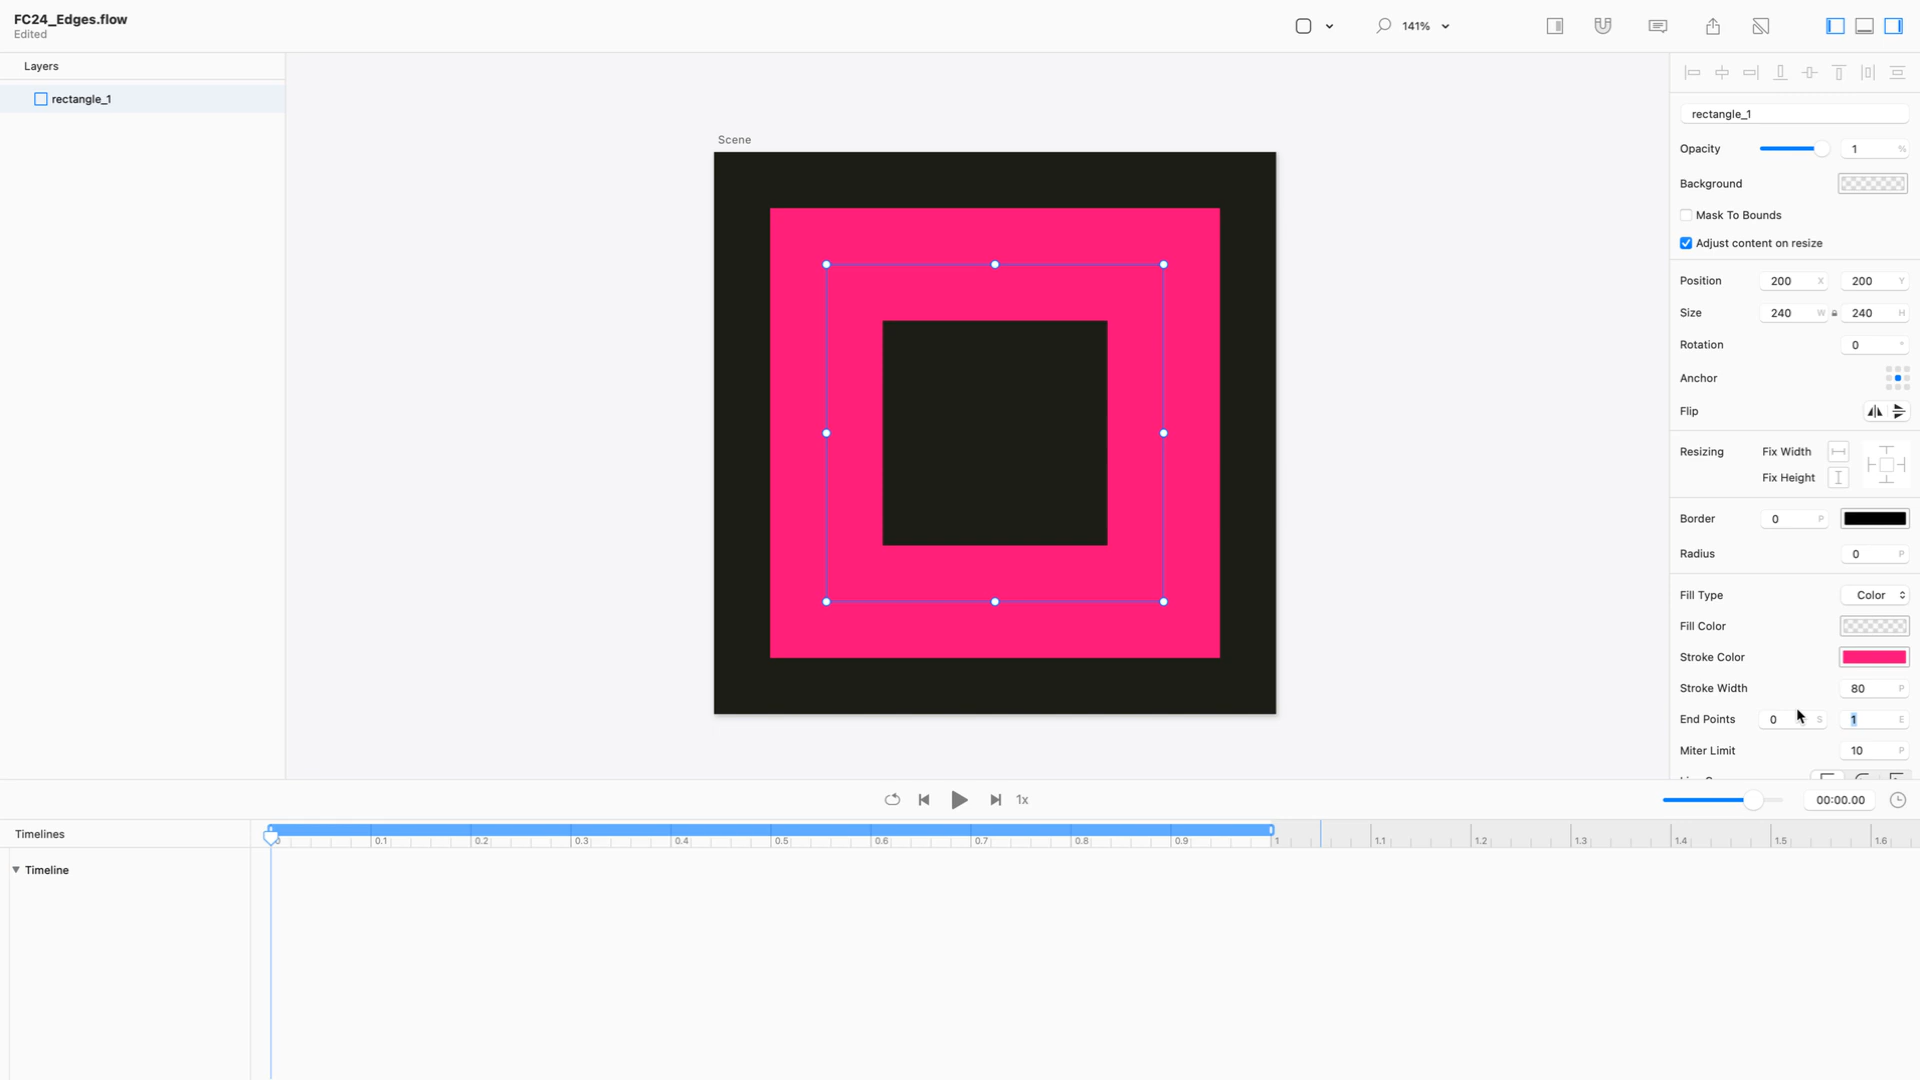 FC24_Edges.flow
Edited
141%
Layers
rectangle_1
Scene
rectangle_1
Opacity 1 %
Background
Mask To Bounds
Adjust content on resize
Position 200 X 200 Y
Size 240 W 240 H
Rotation 0 °
Anchor
Flip
Resizing Fix Width
Fix Height
Border 0 P
Radius 0 P
Fill Type Color
Fill Color
Stroke Color
Stroke Width 80 P
End Points 0 S 1 E
Miter Limit 10 P
1x
00:00.00
Timelines
0.1 0.2 0.3 0.4 0.5 0.6 0.7 0.8 0.9 1 1.1 1.2 1.3 1.4 1.5 1.6
Timeline